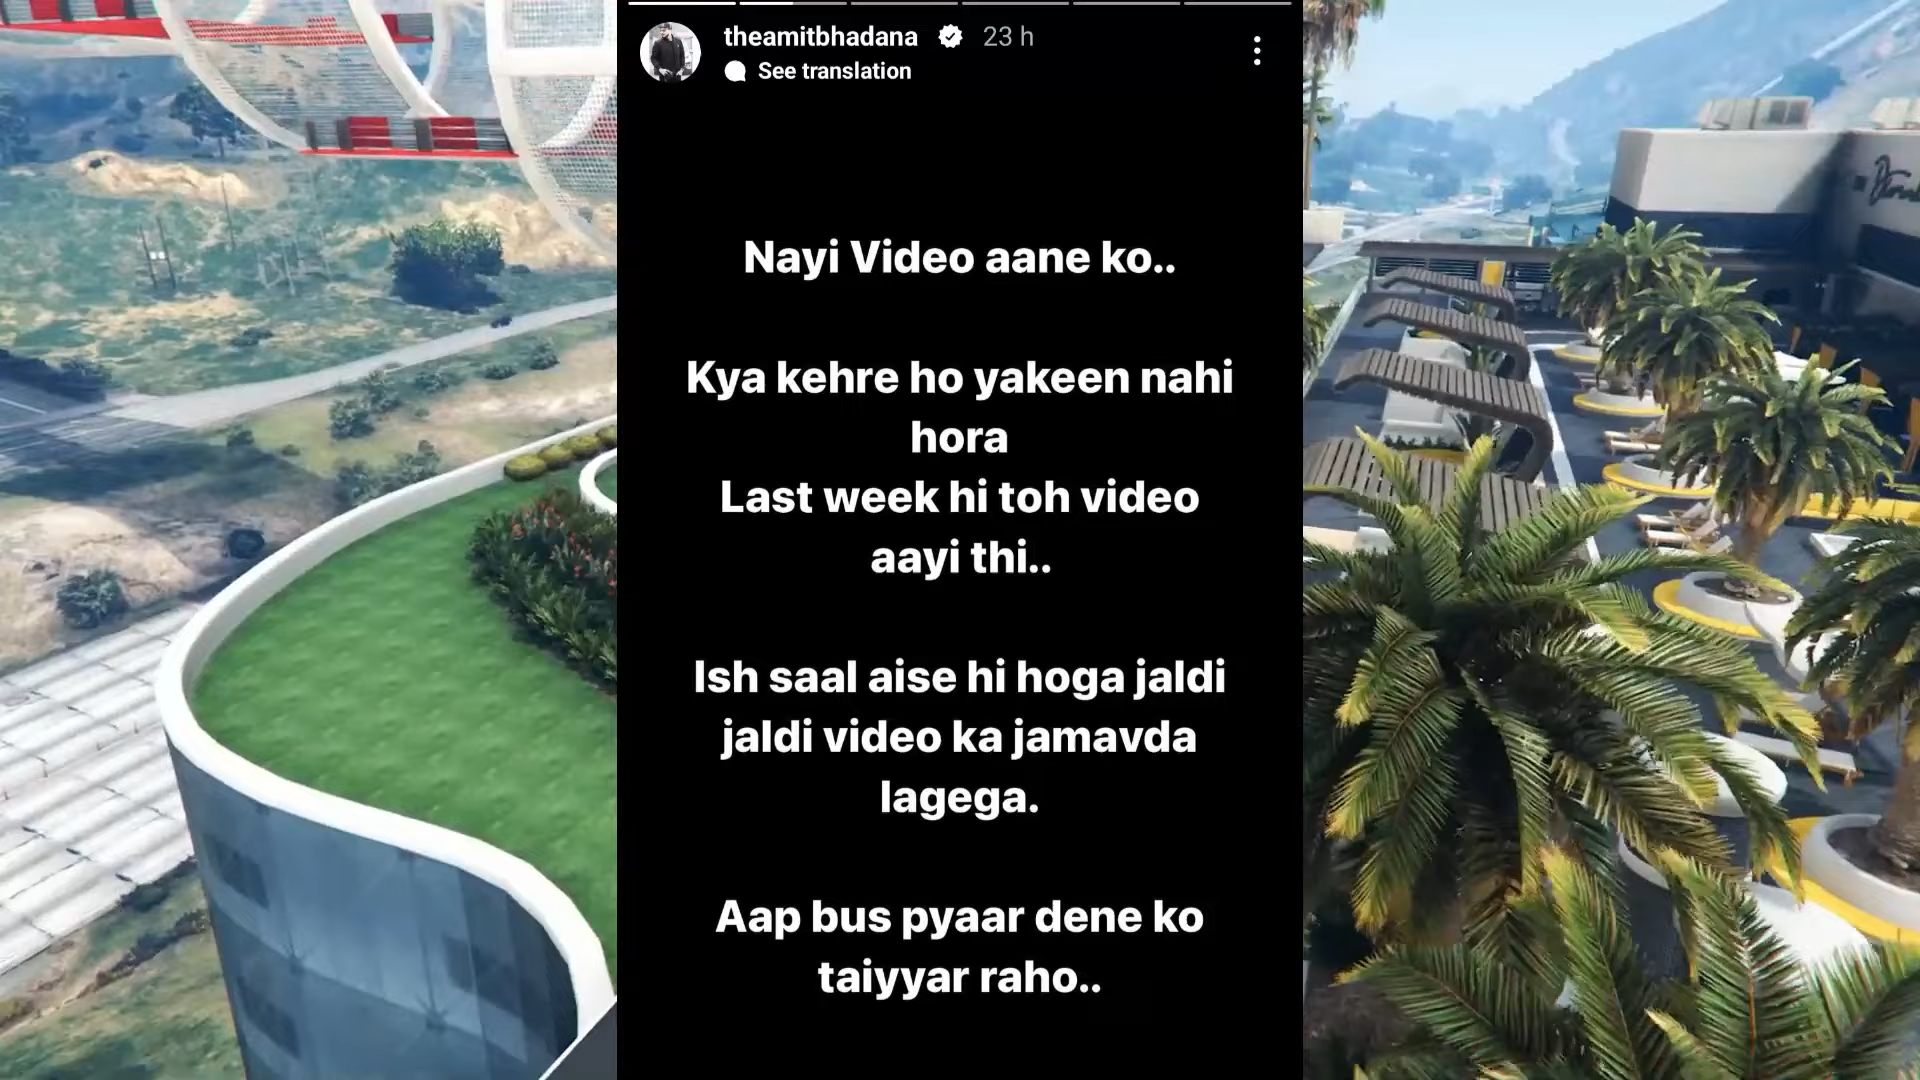 theamitbhadana 23 h
See translation
Nayi Video aane ko..
Kya kehre ho yakeen nahi
hora
Last week hi toh video
aayi thi..
Ish saal aise hi hoga jaldi
jaldi video ka jamavda
lagega.
Aap bus pyaar dene ko
taiyyar raho..